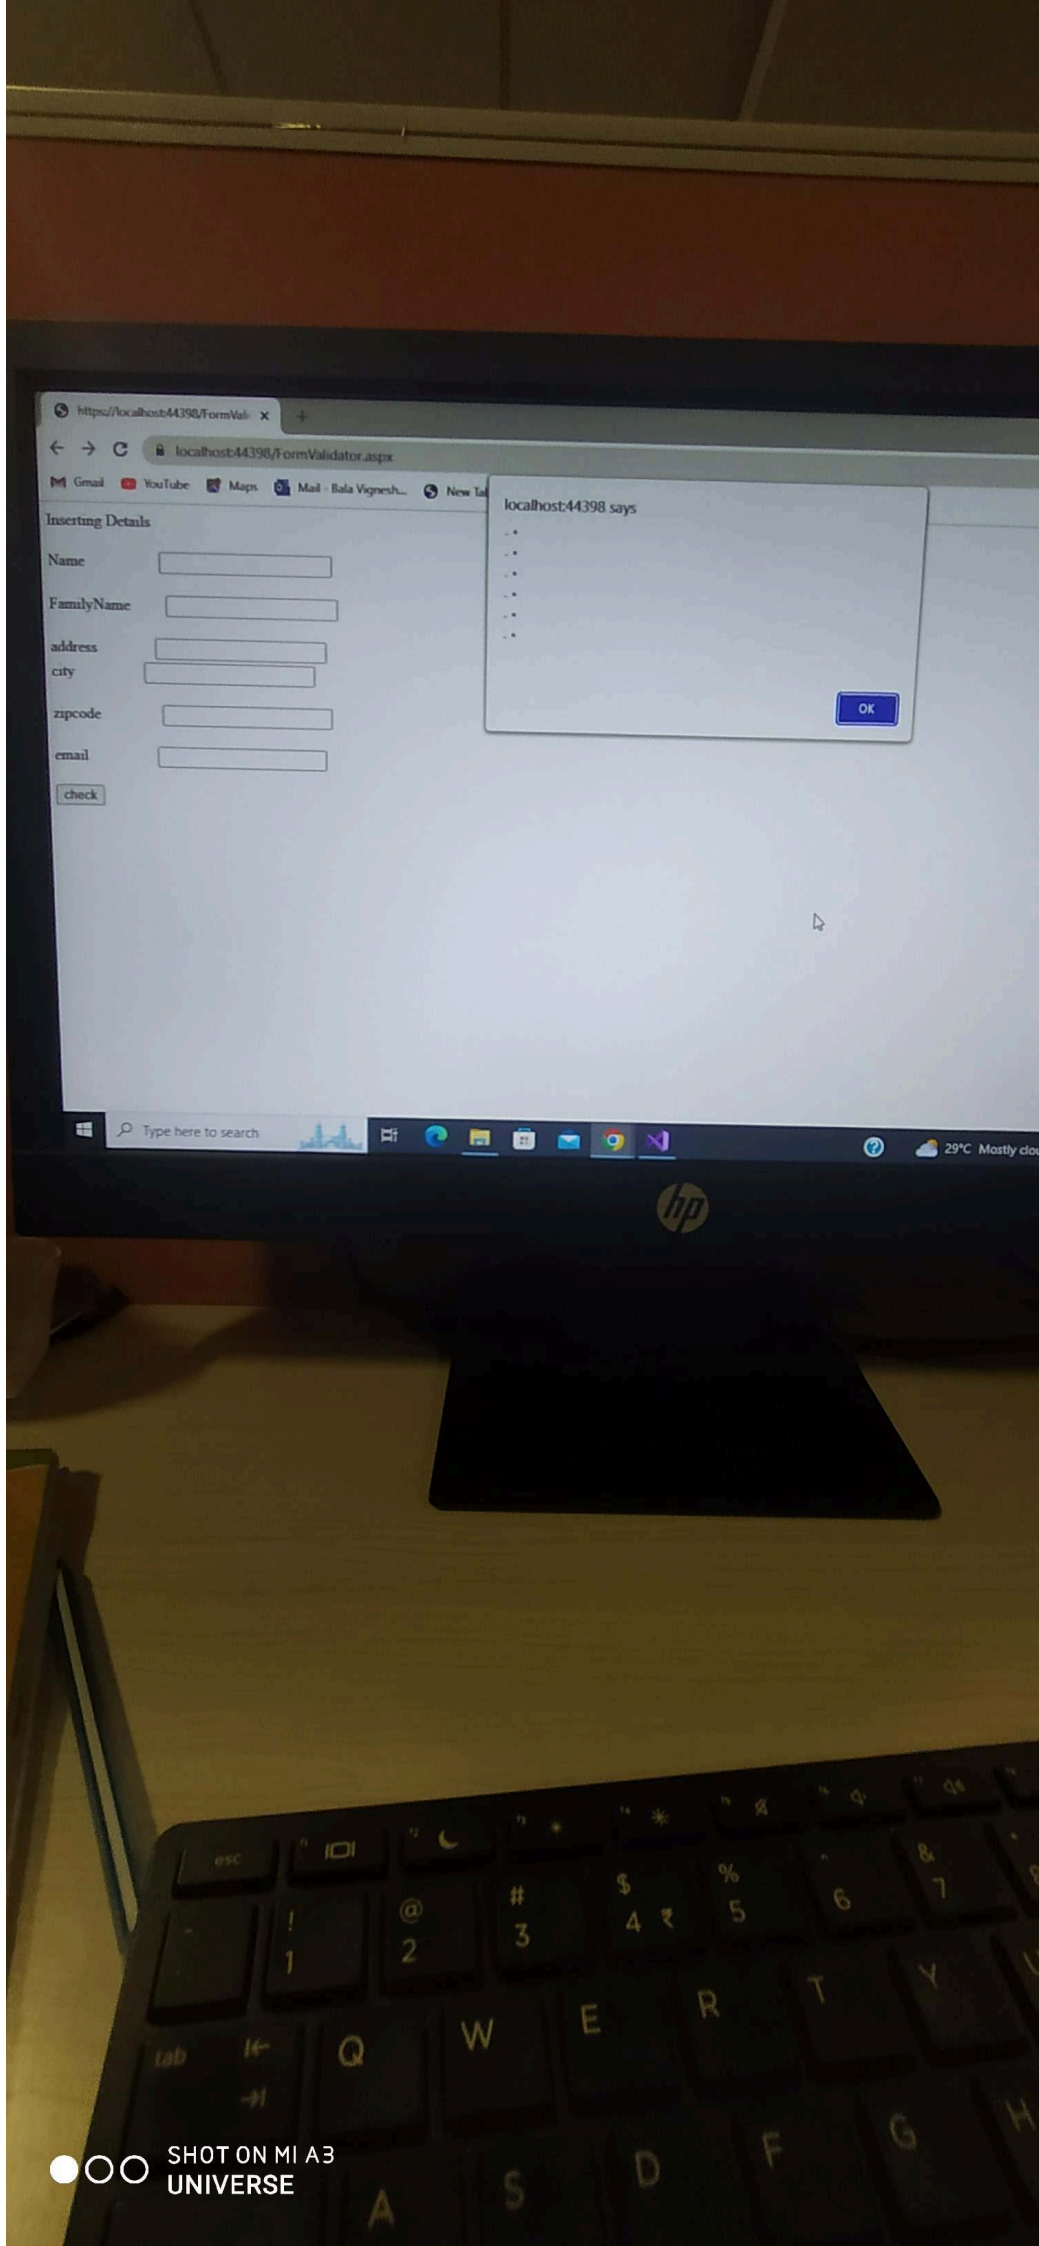 https://localhost:44398/FormVali
localhost:44398/FormValidator.aspx
Gmail YouTube Maps Mail - Bala Vignesh... New Tal
localhost:44398 says
- *
- *
- *
- *
- *
- *
OK
Inserting Details
Name
FamilyName
address
city
zipcode
email
check
Type here to search
29°C Mostly clou
hp
esc
! @ # $ % ^ &
1 2 3 4 ₹ 5 6 7
tab Q W E R T Y U
A S D F G H
SHOT ON MI A3
UNIVERSE